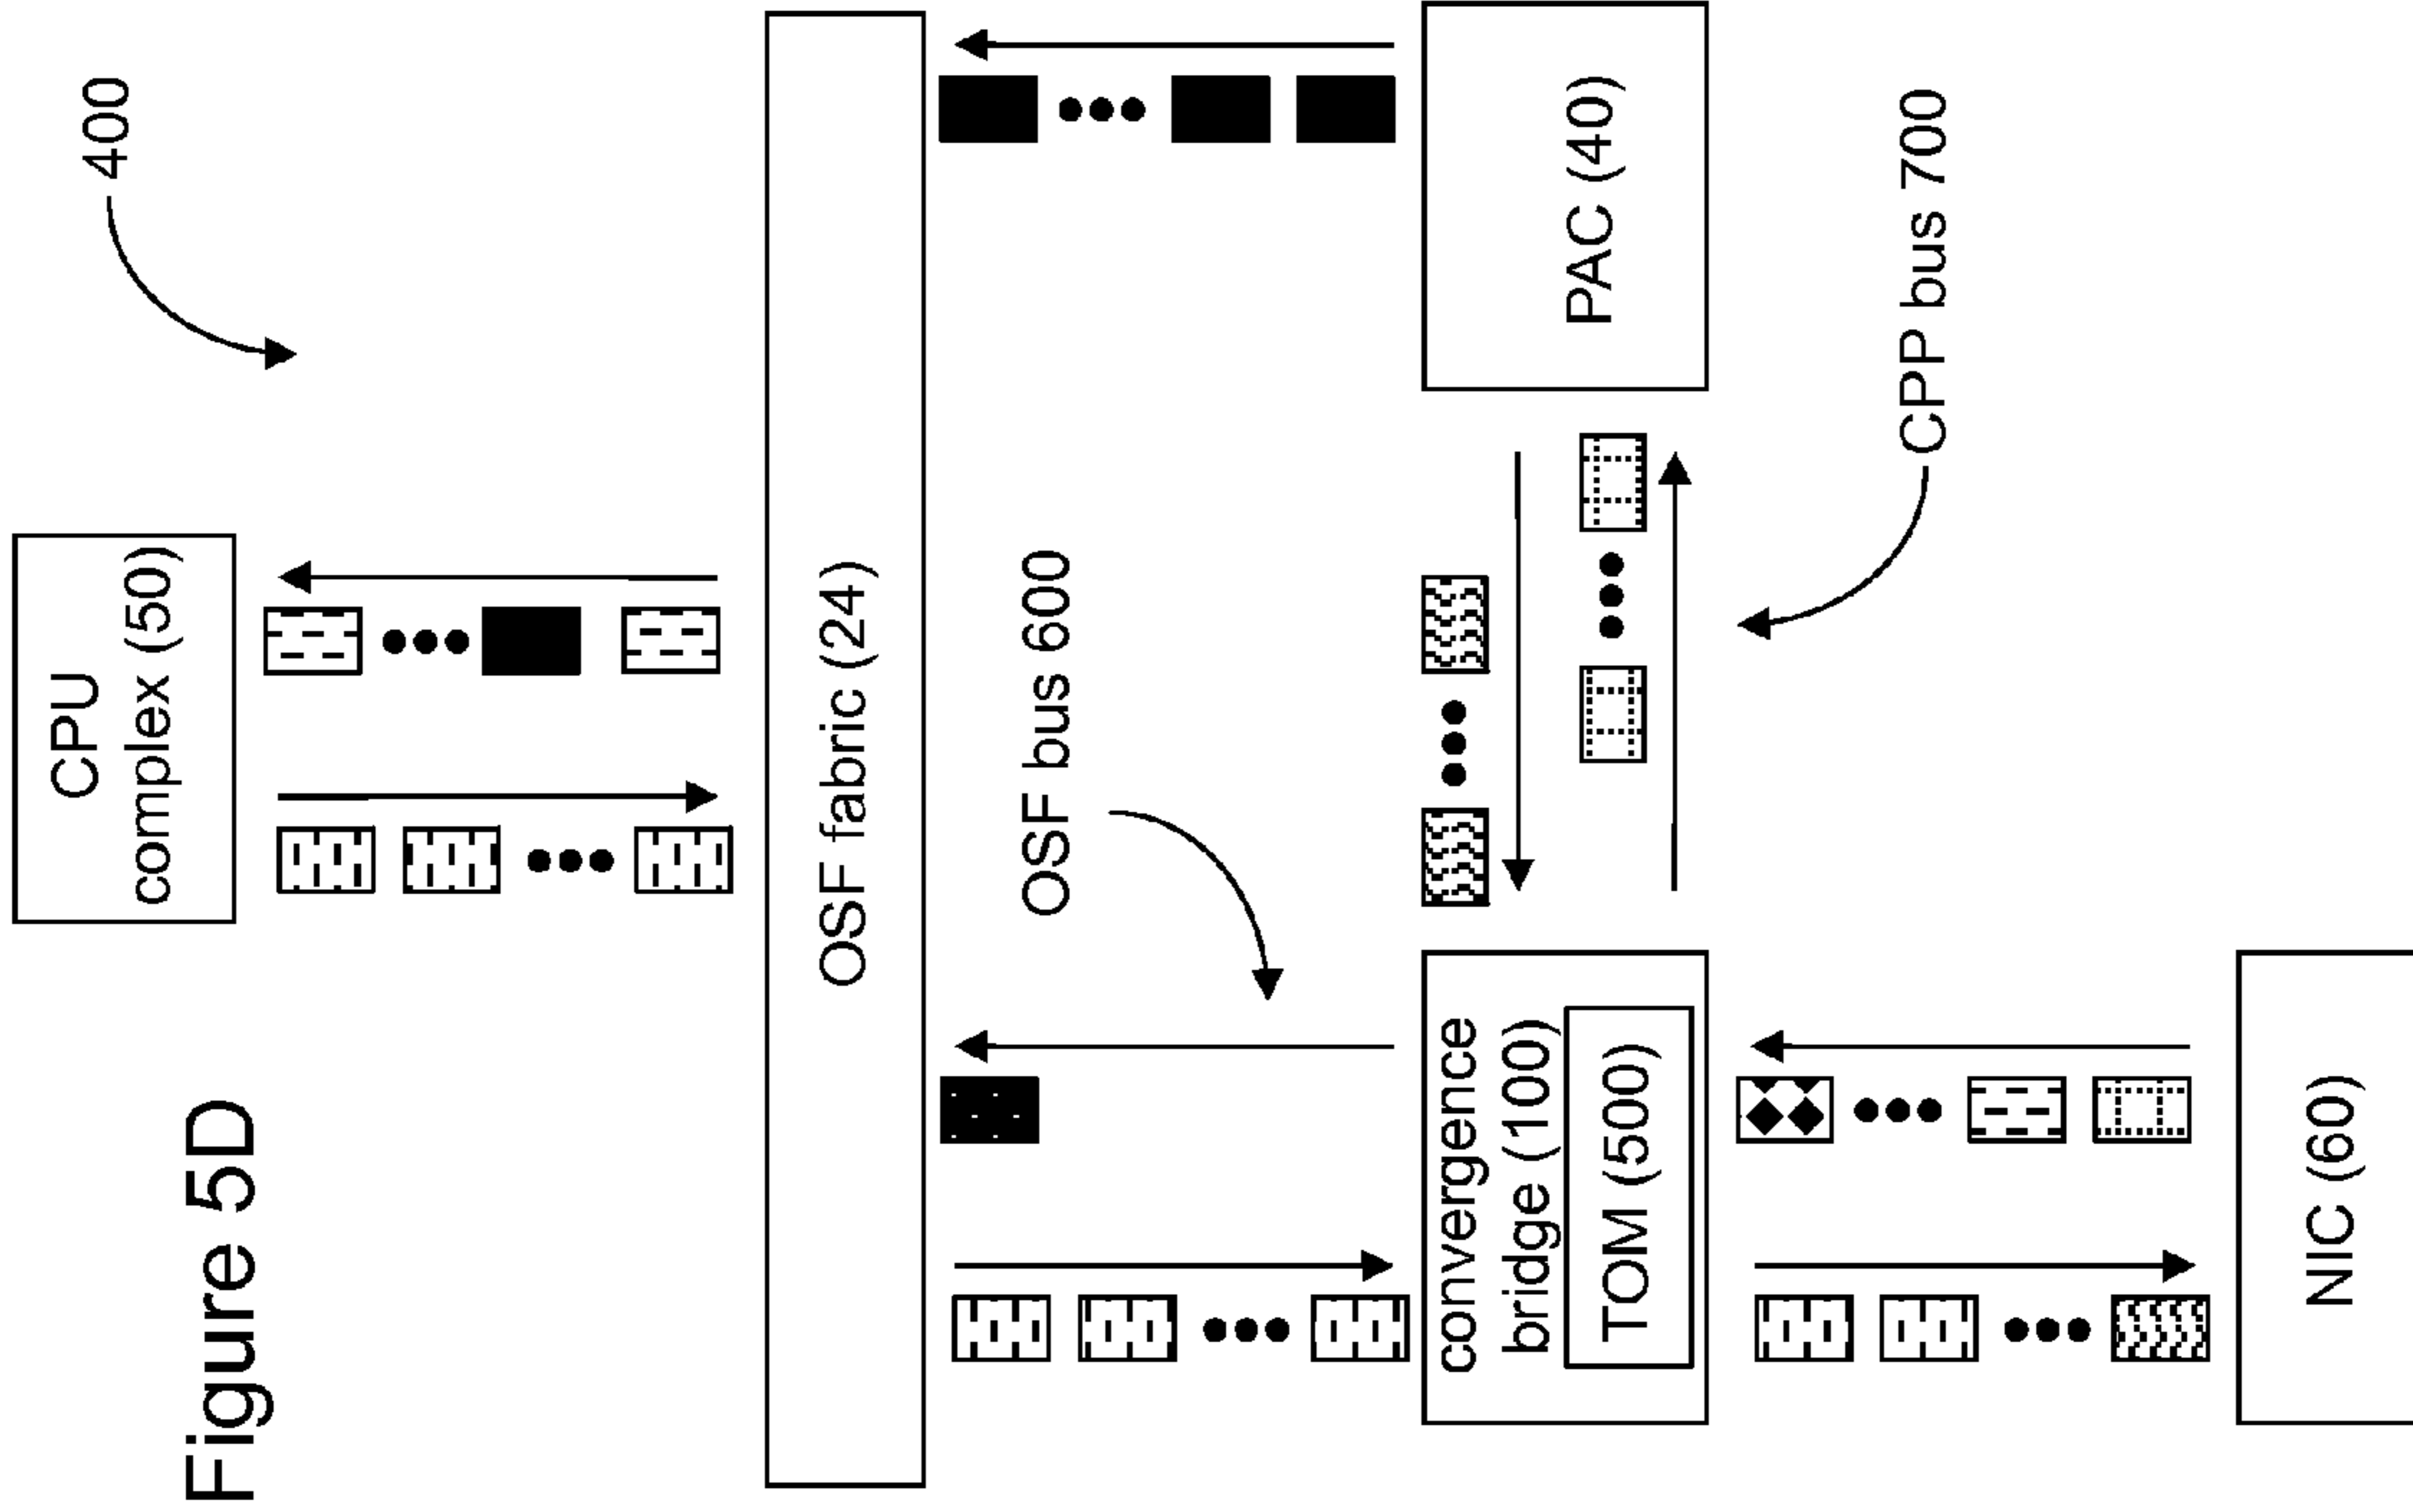 Figure 5D
400
CPU
complex (50)
OSF fabric (24)
OSF bus 600
convergence
bridge (100)
TOM (500)
PAC (40)
CPP bus 700
NIC (60)